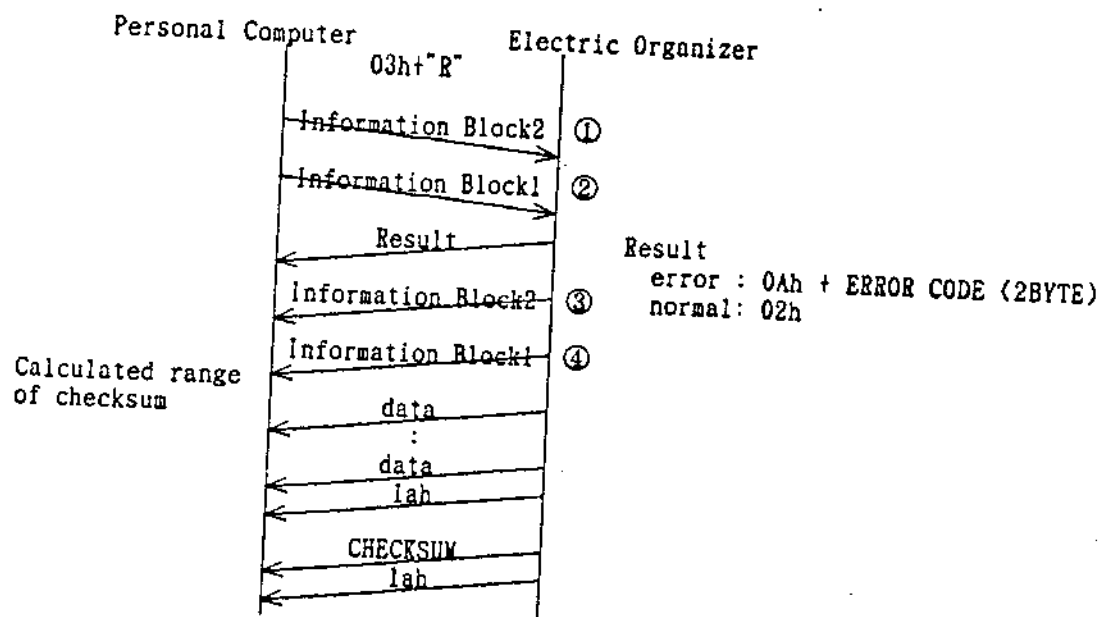 Personal Computer
Electric Organizer
03h+"R"
Information Block2 ①
Information Block1 ②
Result
Result
error : 0Ah + ERROR CODE (2BYTE)
normal: 02h
Information Block2 ③
Information Block1 ④
Calculated range
of checksum
data
:
data
1ah
CHECKSUM
1ah